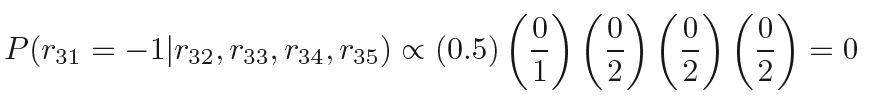 P(r_{31} = -1|r_{32}, r_{33}, r_{34}, r_{35}) \propto (0.5) \left(\frac{0}{1}\right) \left(\frac{0}{2}\right) \left(\frac{0}{2}\right) \left(\frac{0}{2}\right) = 0